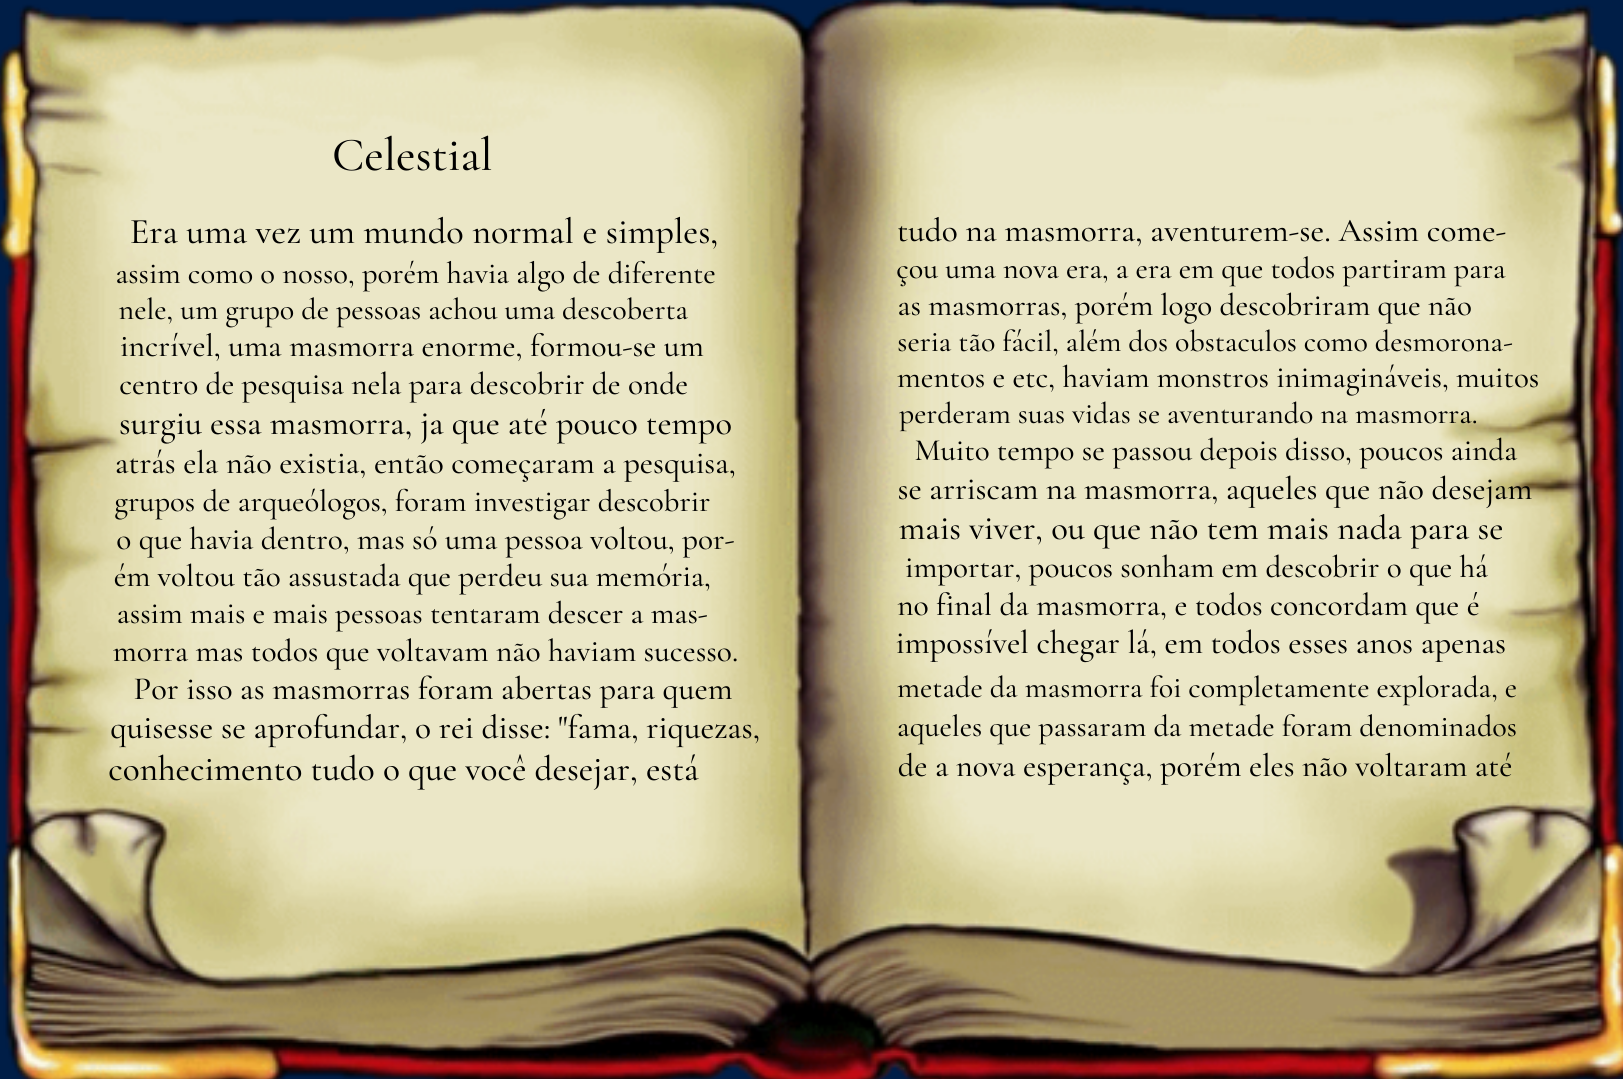 Celestial
Era uma vez um mundo normal e simples,
assim como o nosso, porém havia algo de diferente
nele, um grupo de pessoas achou uma descoberta
incrível, uma masmorra enorme, formou-se um
centro de pesquisa nela para descobrir de onde
surgiu essa masmorra, ja que até pouco tempo
atrás ela não existia, então começaram a pesquisa,
grupos de arqueólogos, foram investigar descobrir
o que havia dentro, mas só uma pessoa voltou, por-
ém voltou tão assustada que perdeu sua memória,
assim mais e mais pessoas tentaram descer a mas-
morra mas todos que voltavam não haviam sucesso.
Por isso as masmorras foram abertas para quem
quisesse se aprofundar, o rei disse: "fama, riquezas,
conhecimento tudo o que você desejar, está
tudo na masmorra, aventurem-se. Assim come-
çou uma nova era, a era em que todos partiram para
as masmorras, porém logo descobriram que não
seria tão fácil, além dos obstaculos como desmorona-
mentos e etc, haviam monstros inimagináveis, muitos
perderam suas vidas se aventurando na masmorra.
Muito tempo se passou depois disso, poucos ainda
se arriscam na masmorra, aqueles que não desejam
mais viver, ou que não tem mais nada para se
importar, poucos sonham em descobrir o que há
no final da masmorra, e todos concordam que é
impossível chegar lá, em todos esses anos apenas
metade da masmorra foi completamente explorada, e
aqueles que passaram da metade foram denominados
de a nova esperança, porém eles não voltaram até